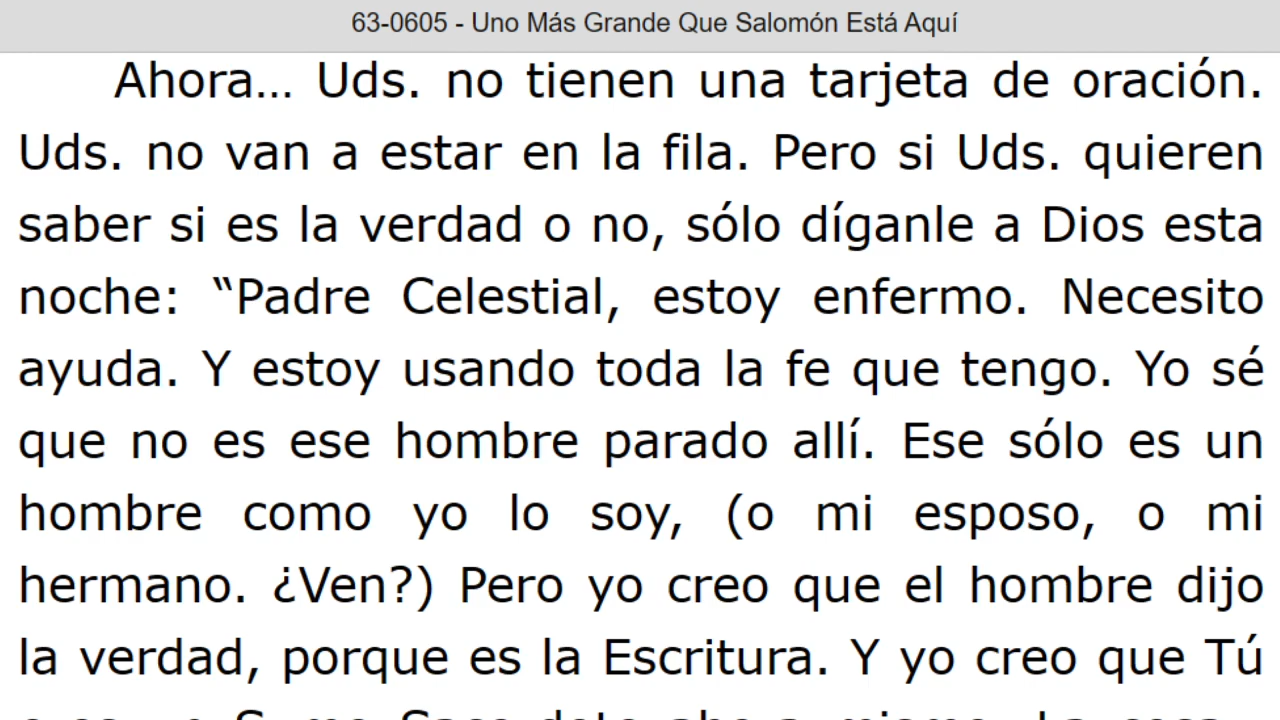 63-0605 - Uno Más Grande Que Salomón Está Aquí
Ahora… Uds. no tienen una tarjeta de oración.
Uds. no van a estar en la fila. Pero si Uds. quieren
saber si es la verdad o no, sólo díganle a Dios esta
noche: “Padre Celestial, estoy enfermo. Necesito
ayuda. Y estoy usando toda la fe que tengo. Yo sé
que no es ese hombre parado allí. Ese sólo es un
hombre como yo lo soy, (o mi esposo, o mi
hermano. ¿Ven?) Pero yo creo que el hombre dijo
la verdad, porque es la Escritura. Y yo creo que Tú